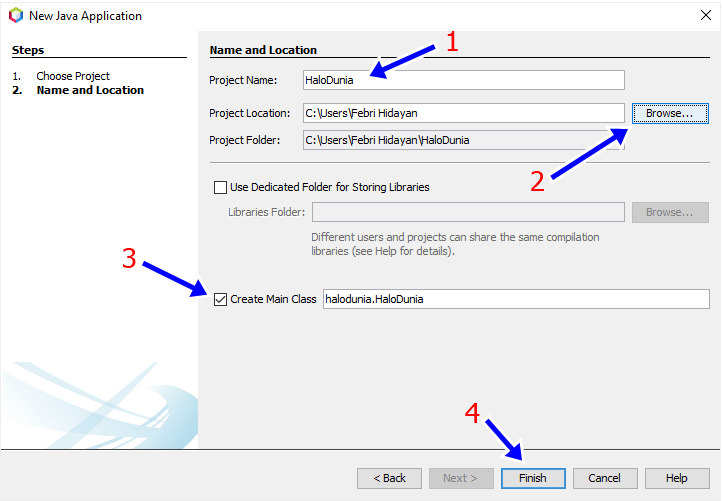 New Java Application
Steps
1. Choose Project
2. Name and Location
Name and Location
1
Project Name: HaloDunia
Project Location: C:\Users\Febri Hidayan Browse...
Project Folder: C:\Users\Febri Hidayan\HaloDunia
2
Use Dedicated Folder for Storing Libraries
Libraries Folder: Browse...
Different users and projects can share the same compilation
libraries (see Help for details).
3
Create Main Class halodunia.HaloDunia
4
< Back Next > Finish Cancel Help